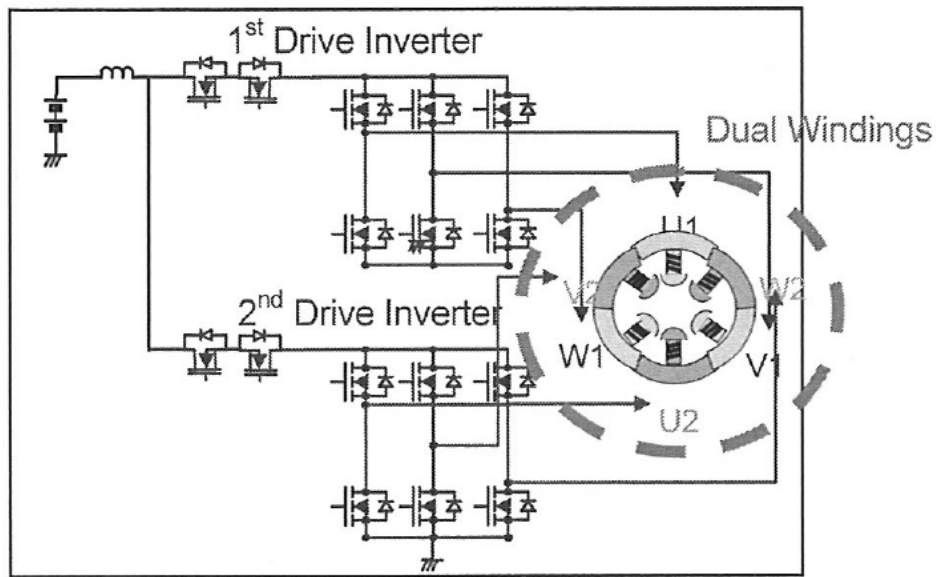 1st Drive Inverter
Dual Windings
U1
V2
W2
2nd Drive Inverter
W1
V1
U2